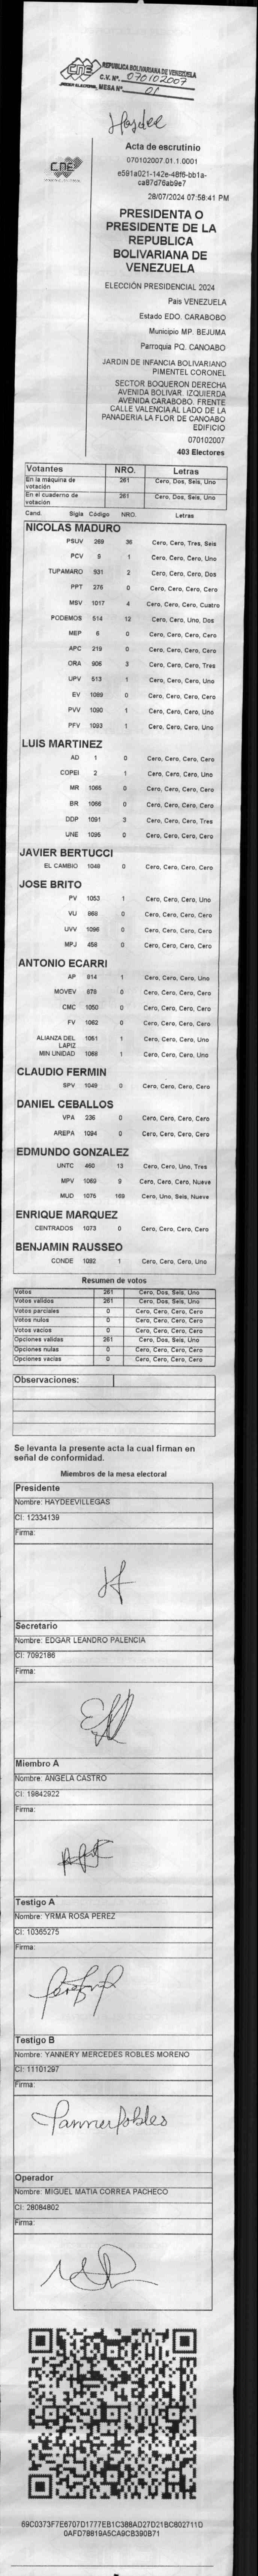 CNE REPUBLICA BOLIVARIANA DE VENEZUELA
C.V. Nº. 070102007
MESA Nº 01
Haydee
CNE
Acta de escrutinio
070102007.01.1.0001
e591a021-142e-48f6-bb1a-
ca87d76ab9e7
28/07/2024 07:58:41 PM
PRESIDENTA O
PRESIDENTE DE LA
REPUBLICA
BOLIVARIANA DE
VENEZUELA
ELECCIÓN PRESIDENCIAL 2024
País VENEZUELA
Estado EDO. CARABOBO
Municipio MP. BEJUMA
Parroquia PQ. CANOABO
JARDIN DE INFANCIA BOLIVARIANO
PIMENTEL CORONEL
SECTOR BOQUERON DERECHA
AVENIDA BOLIVAR. IZQUIERDA
AVENIDA CARABOBO. FRENTE
CALLE VALENCIA AL LADO DE LA
PANADERIA LA FLOR DE CANOABO
EDIFICIO
070102007
403 Electores
Votantes NRO. Letras
En la máquina de votación 261 Cero, Dos, Seis, Uno
En el cuaderno de votación 261 Cero, Dos, Seis, Uno
Cand. Sigla Código NRO. Letras
NICOLAS MADURO
PSUV 269 36 Cero, Cero, Tres, Seis
PCV 9 1 Cero, Cero, Cero, Uno
TUPAMARO 931 2 Cero, Cero, Cero, Dos
PPT 276 0 Cero, Cero, Cero, Cero
MSV 1017 4 Cero, Cero, Cero, Cuatro
PODEMOS 514 12 Cero, Cero, Uno, Dos
MEP 6 0 Cero, Cero, Cero, Cero
APC 219 0 Cero, Cero, Cero, Cero
ORA 906 3 Cero, Cero, Cero, Tres
UPV 613 1 Cero, Cero, Cero, Uno
EV 1089 0 Cero, Cero, Cero, Cero
PVV 1090 1 Cero, Cero, Cero, Uno
PFV 1093 1 Cero, Cero, Cero, Uno
LUIS MARTINEZ
AD 1 0 Cero, Cero, Cero, Cero
COPEI 2 1 Cero, Cero, Cero, Uno
MR 1065 0 Cero, Cero, Cero, Cero
BR 1066 0 Cero, Cero, Cero, Cero
DDP 1091 3 Cero, Cero, Cero, Tres
UNE 1095 0 Cero, Cero, Cero, Cero
JAVIER BERTUCCI
EL CAMBIO 1048 0 Cero, Cero, Cero, Cero
JOSE BRITO
PV 1053 1 Cero, Cero, Cero, Uno
VU 868 0 Cero, Cero, Cero, Cero
UVV 1096 0 Cero, Cero, Cero, Cero
MPJ 458 0 Cero, Cero, Cero, Cero
ANTONIO ECARRI
AP 914 1 Cero, Cero, Cero, Uno
MOVEV 678 0 Cero, Cero, Cero, Cero
CMC 1050 0 Cero, Cero, Cero, Cero
FV 1062 0 Cero, Cero, Cero, Cero
ALIANZA DEL LAPIZ 1051 1 Cero, Cero, Cero, Uno
MIN UNIDAD 1068 1 Cero, Cero, Cero, Uno
CLAUDIO FERMIN
SPV 1049 0 Cero, Cero, Cero, Cero
DANIEL CEBALLOS
VPA 236 0 Cero, Cero, Cero, Cero
AREPA 1094 0 Cero, Cero, Cero, Cero
EDMUNDO GONZALEZ
UNTC 460 13 Cero, Cero, Uno, Tres
MPV 1069 9 Cero, Cero, Cero, Nueve
MUD 1075 169 Cero, Uno, Seis, Nueve
ENRIQUE MARQUEZ
CENTRADOS 1073 0 Cero, Cero, Cero, Cero
BENJAMIN RAUSSEO
CONDE 1092 1 Cero, Cero, Cero, Uno
Resumen de votos
Votos 261 Cero, Dos, Seis, Uno
Votos validos 261 Cero, Dos, Seis, Uno
Votos parciales 0 Cero, Cero, Cero, Cero
Votos nulos 0 Cero, Cero, Cero, Cero
Votos vacios 0 Cero, Cero, Cero, Cero
Opciones validas 261 Cero, Dos, Seis, Uno
Opciones nulas 0 Cero, Cero, Cero, Cero
Opciones vacias 0 Cero, Cero, Cero, Cero
Observaciones:
Se levanta la presente acta la cual firman en
señal de conformidad.
Miembros de la mesa electoral
Presidente
Nombre: HAYDEEVILLEGAS
CI: 12334139
Firma:
Secretario
Nombre: EDGAR LEANDRO PALENCIA
CI: 7092186
Firma:
Miembro A
Nombre: ANGELA CASTRO
CI: 19842922
Firma:
Testigo A
Nombre: YRMA ROSA PEREZ
CI: 10365275
Firma:
Testigo B
Nombre: YANNERY MERCEDES ROBLES MORENO
CI: 11101297
Firma:
Operador
Nombre: MIGUEL MATIA CORREA PACHECO
CI: 28084802
Firma:
69C0373F7E6707D1777EB1C388AD27D21BC802711D
0AFD78819A5CA9CB390B71